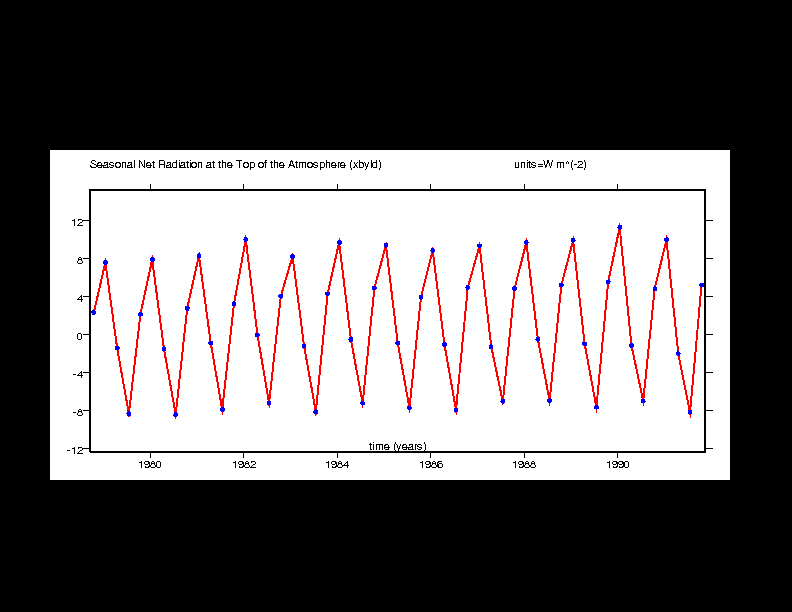 Seasonal Net Radiation at the Top of the Atmosphere (xbyld) units=W m^(-2)
12
8
4
0
-4
-8
-12
time (years)
1980 1982 1984 1986 1988 1990